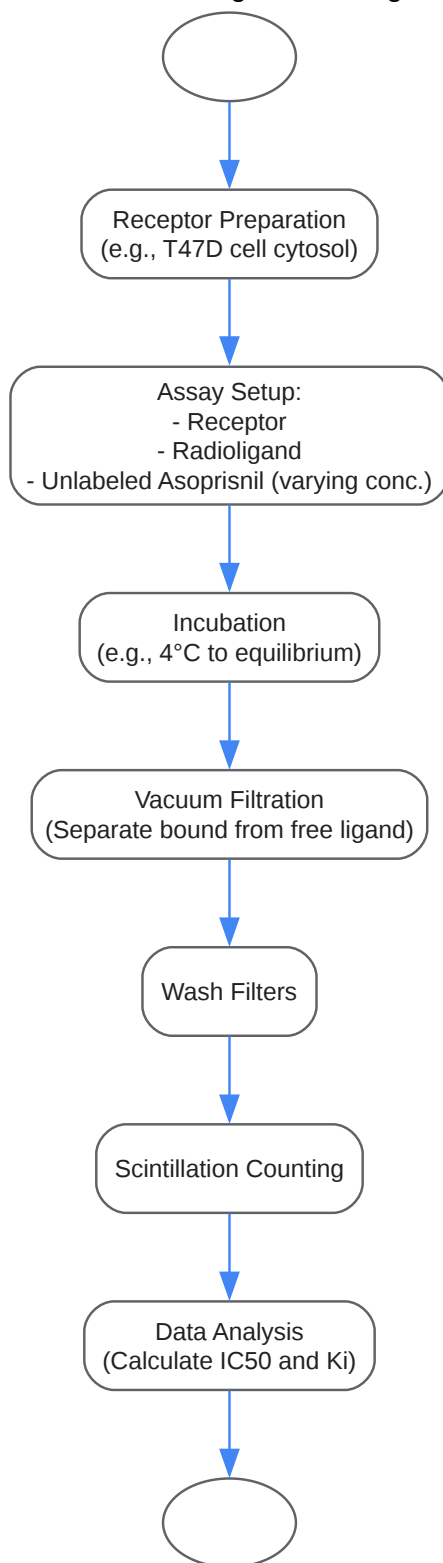 Receptor Preparation
(e.g., T47D cell cytosol)
Assay Setup:
- Receptor
- Radioligand
- Unlabeled Asoprisnil (varying conc.)
Incubation
(e.g., 4°C to equilibrium)
Vacuum Filtration
(Separate bound from free ligand)
Wash Filters
Scintillation Counting
Data Analysis
(Calculate IC50 and Ki)